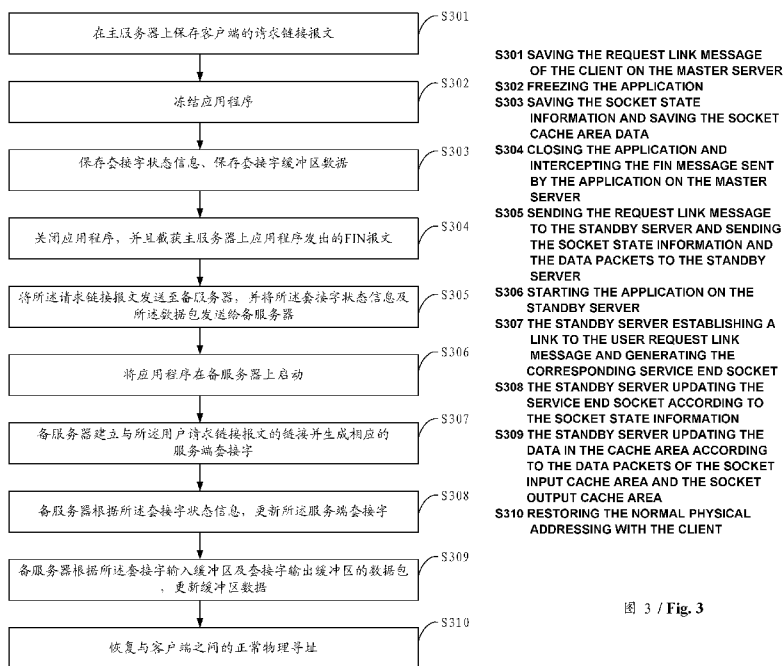 S301
在主服务器上保存客户端的请求链接报文
S302
冻结应用程序
S303
保存套接字状态信息、保存套接字缓冲区数据
S304
关闭应用程序，并且截获主服务器上应用程序发出的FIN报文
S305
将所述请求链接报文发送至备服务器，并将所述套接字状态信息及
所述数据包发送给备服务器
S306
将应用程序在备服务器上启动
S307
备服务器建立与所述用户请求链接报文的链接并生成相应的
服务端套接字
S308
备服务器根据所述套接字状态信息，更新所述服务端套接字
S309
备服务器根据所述套接字输入缓冲区及套接字输出缓冲区的数据包
，更新缓冲区数据
S310
恢复与客户端之间的正常物理寻址
S301 SAVING THE REQUEST LINK MESSAGE
OF THE CLIENT ON THE MASTER SERVER
S302 FREEZING THE APPLICATION
S303 SAVING THE SOCKET STATE
INFORMATION AND SAVING THE SOCKET
CACHE AREA DATA
S304 CLOSING THE APPLICATION AND
INTERCEPTING THE FIN MESSAGE SENT
BY THE APPLICATION ON THE MASTER
SERVER
S305 SENDING THE REQUEST LINK MESSAGE
TO THE STANDBY SERVER AND SENDING
THE SOCKET STATE INFORMATION AND
THE DATA PACKETS TO THE STANDBY
SERVER
S306 STARTING THE APPLICATION ON THE
STANDBY SERVER
S307 THE STANDBY SERVER ESTABLISHING A
LINK TO THE USER REQUEST LINK
MESSAGE AND GENERATING THE
CORRESPONDING SERVICE END SOCKET
S308 THE STANDBY SERVER UPDATING THE
SERVICE END SOCKET ACCORDING TO
THE SOCKET STATE INFORMATION
S309 THE STANDBY SERVER UPDATING THE
DATA IN THE CACHE AREA ACCORDING
TO THE DATA PACKETS OF THE SOCKET
INPUT CACHE AREA AND THE SOCKET
OUTPUT CACHE AREA
S310 RESTORING THE NORMAL PHYSICAL
ADDRESSING WITH THE CLIENT
图 3 / Fig. 3